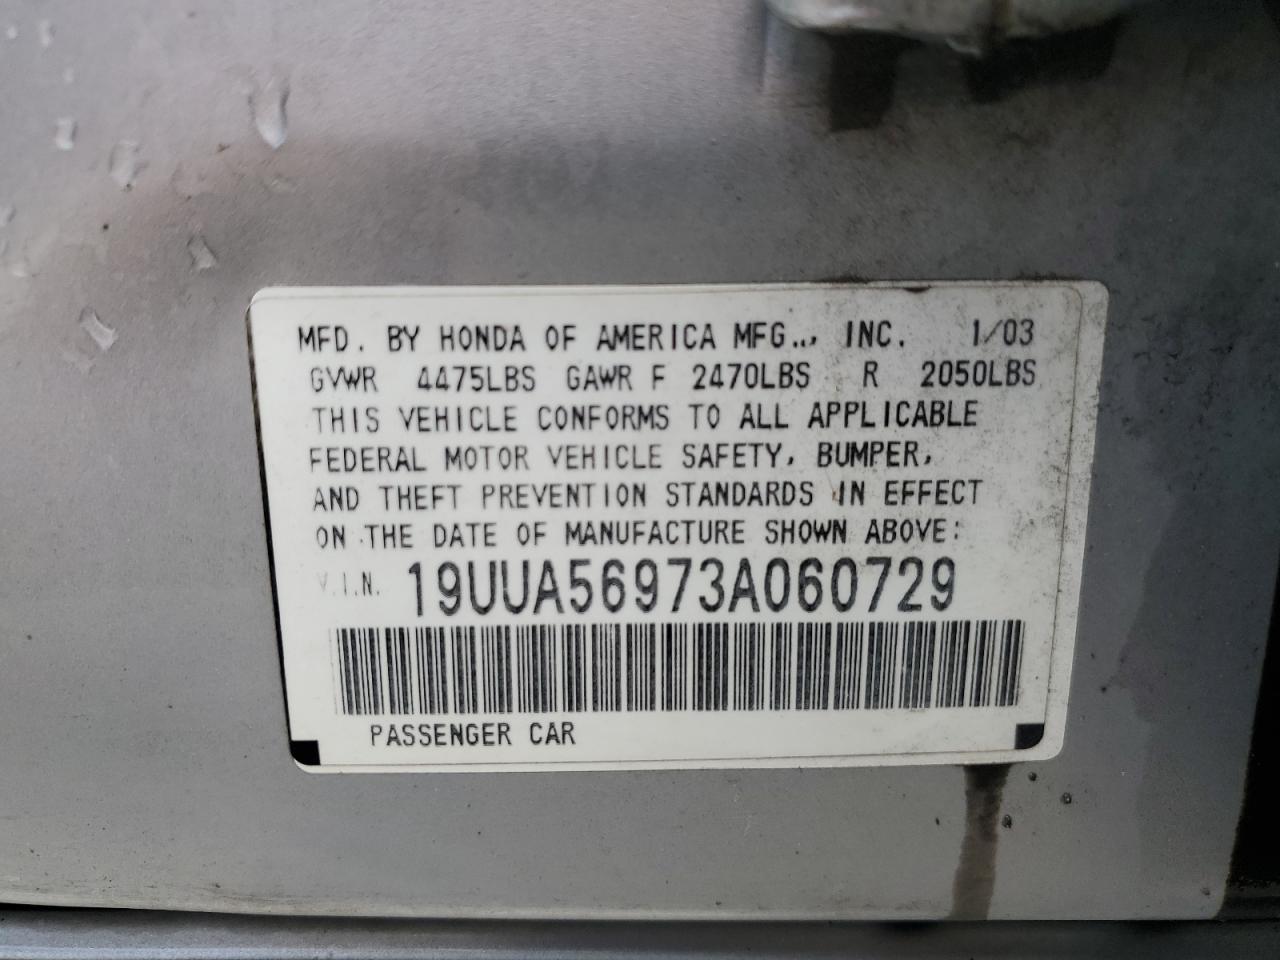 MFD. BY HONDA OF AMERICA MFG., INC. 1/03
GVWR 4475LBS GAWR F 2470LBS R 2050LBS
THIS VEHICLE CONFORMS TO ALL APPLICABLE
FEDERAL MOTOR VEHICLE SAFETY, BUMPER,
AND THEFT PREVENTION STANDARDS IN EFFECT
ON THE DATE OF MANUFACTURE SHOWN ABOVE:
V.I.N. 19UUA56973A060729
PASSENGER CAR